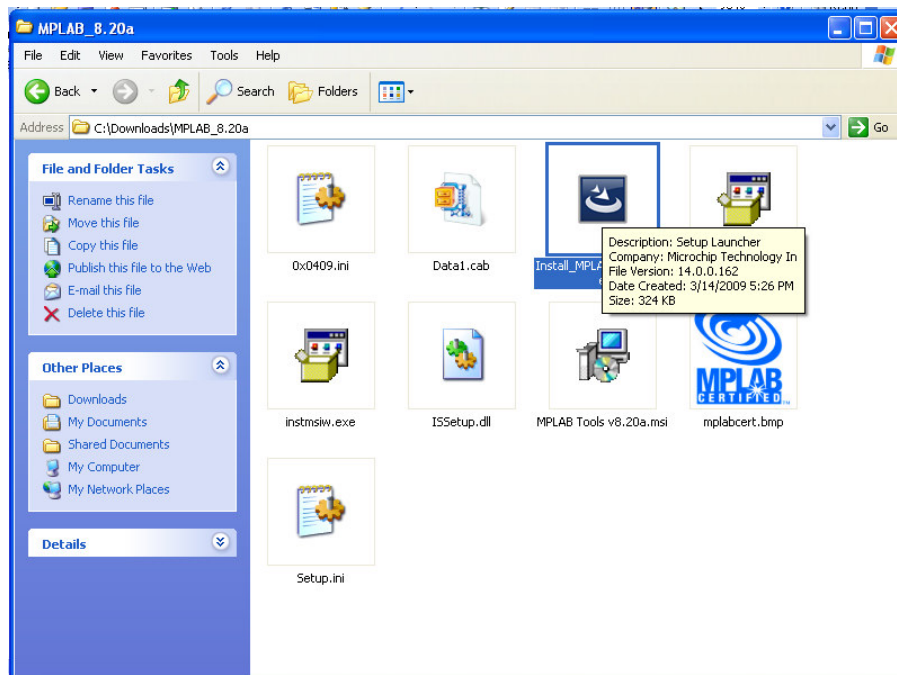 MPLAB_8.20a
File Edit View Favorites Tools Help
Back Search Folders
Address C:\Downloads\MPLAB_8.20a Go
File and Folder Tasks
Rename this file
Move this file
Copy this file
Publish this file to the Web
E-mail this file
Delete this file
Other Places
Downloads
My Documents
Shared Documents
My Computer
My Network Places
Details
0x0409.ini Data1.cab Install_MPLA
Description: Setup Launcher
Company: Microchip Technology In
File Version: 14.0.0.162
Date Created: 3/14/2009 5:26 PM
Size: 324 KB
MPLAB
CERTIFIED
instmsiw.exe ISSetup.dll MPLAB Tools v8.20a.msi mplabcert.bmp
Setup.ini